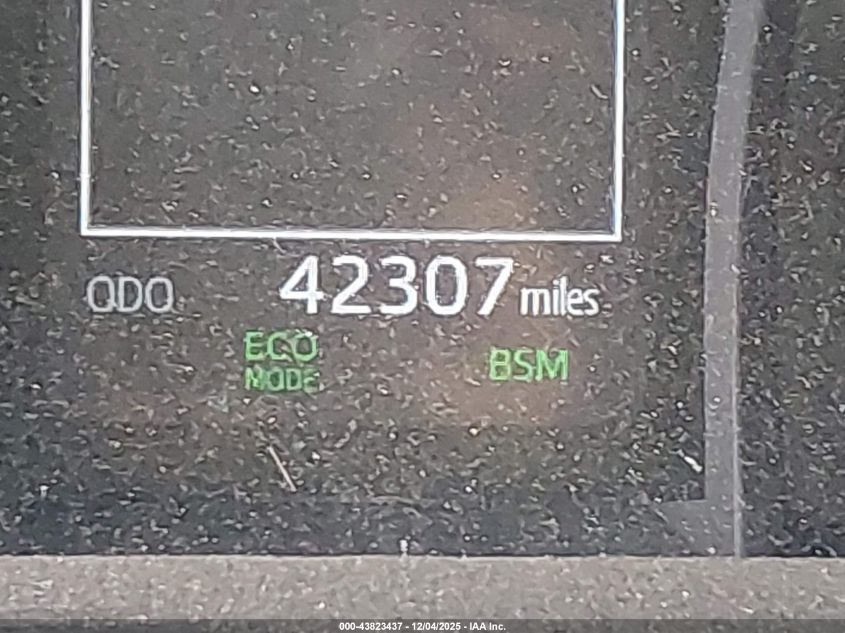 ODO 42307 miles
ECO BSM
MODE
000-43823437 - 12/04/2025 - IAA Inc.